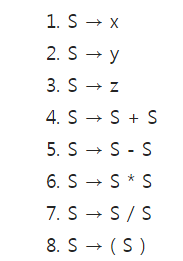 1. S → x
2. S → y
3. S → z
4. S → S + S
5. S → S - S
6. S → S * S
7. S → S / S
8. S → ( S )